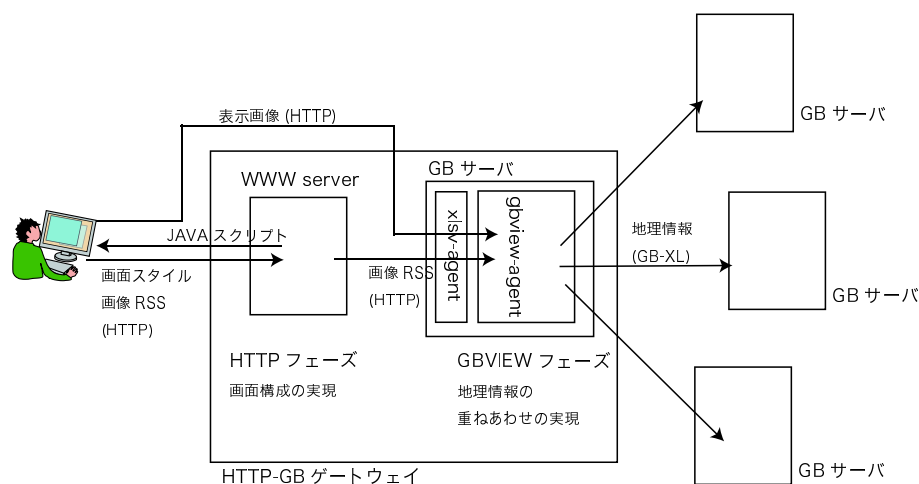 表示画像 (HTTP)
GB サーバ
WWW server
GB サーバ
xlsv-agent
gbview-agent
JAVA スクリプト
地理情報
(GB-XL)
画面スタイル
画像 RSS
(HTTP)
画像 RSS
(HTTP)
GB サーバ
HTTP フェーズ
画面構成の実現
GBVIEW フェーズ
地理情報の
重ねあわせの実現
GB サーバ
HTTP-GB ゲートウェイ